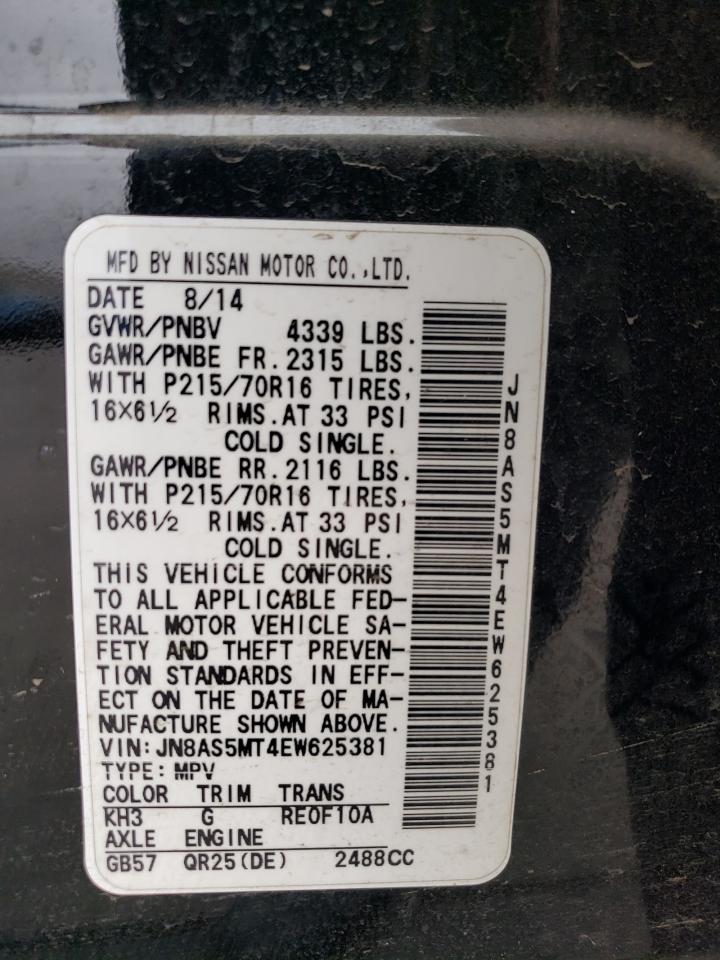 MFD BY NISSAN MOTOR CO.,LTD.
DATE 8/14
GVWR/PNBV 4339 LBS.
GAWR/PNBE FR.2315 LBS.
WITH P215/70R16 TIRES,
16×6½ RIMS.AT 33 PSI
COLD SINGLE.
GAWR/PNBE RR.2116 LBS.
WITH P215/70R16 TIRES,
16×6½ RIMS.AT 33 PSI
COLD SINGLE.
THIS VEHICLE CONFORMS
TO ALL APPLICABLE FED-
ERAL MOTOR VEHICLE SA-
FETY AND THEFT PREVEN-
TION STANDARDS IN EFF-
ECT ON THE DATE OF MA-
NUFACTURE SHOWN ABOVE.
VIN:JN8AS5MT4EW625381
TYPE:MPV
COLOR TRIM TRANS
KH3 G RE0F10A
AXLE ENGINE
GB57 QR25(DE) 2488CC
JN8AS5MT4EW625381